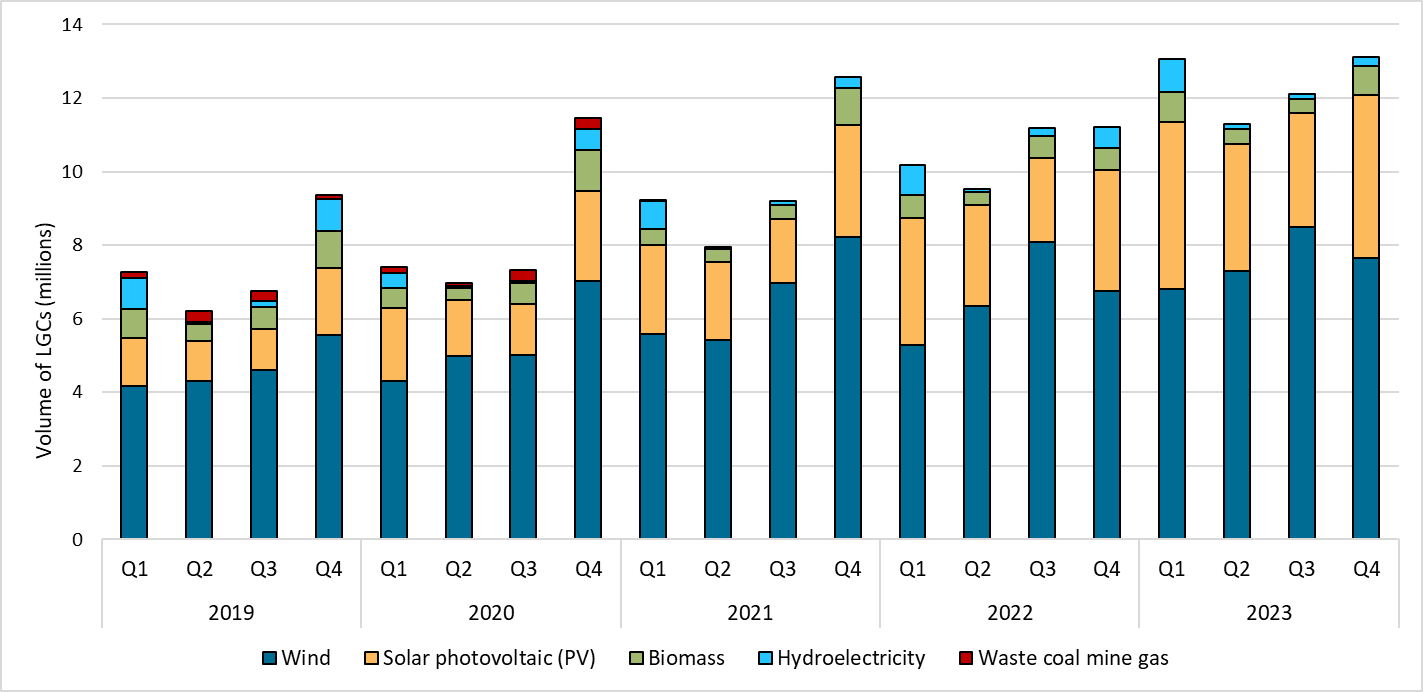 Volume of LGCs (millions)
14
12
10
8
6
4
2
0
Q1 Q2 Q3 Q4 Q1 Q2 Q3 Q4 Q1 Q2 Q3 Q4 Q1 Q2 Q3 Q4 Q1 Q2 Q3 Q4
2019 2020 2021 2022 2023
Wind Solar photovoltaic (PV) Biomass Hydroelectricity Waste coal mine gas